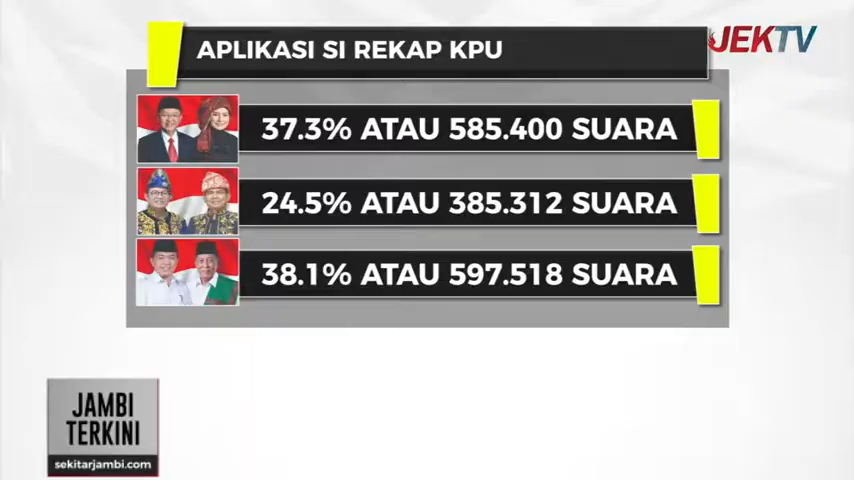 APLIKASI SI REKAP KPU
JEKTV
37.3% ATAU 585.400 SUARA
24.5% ATAU 385.312 SUARA
38.1% ATAU 597.518 SUARA
JAMBI
TERKINI
sekitarjambi.com